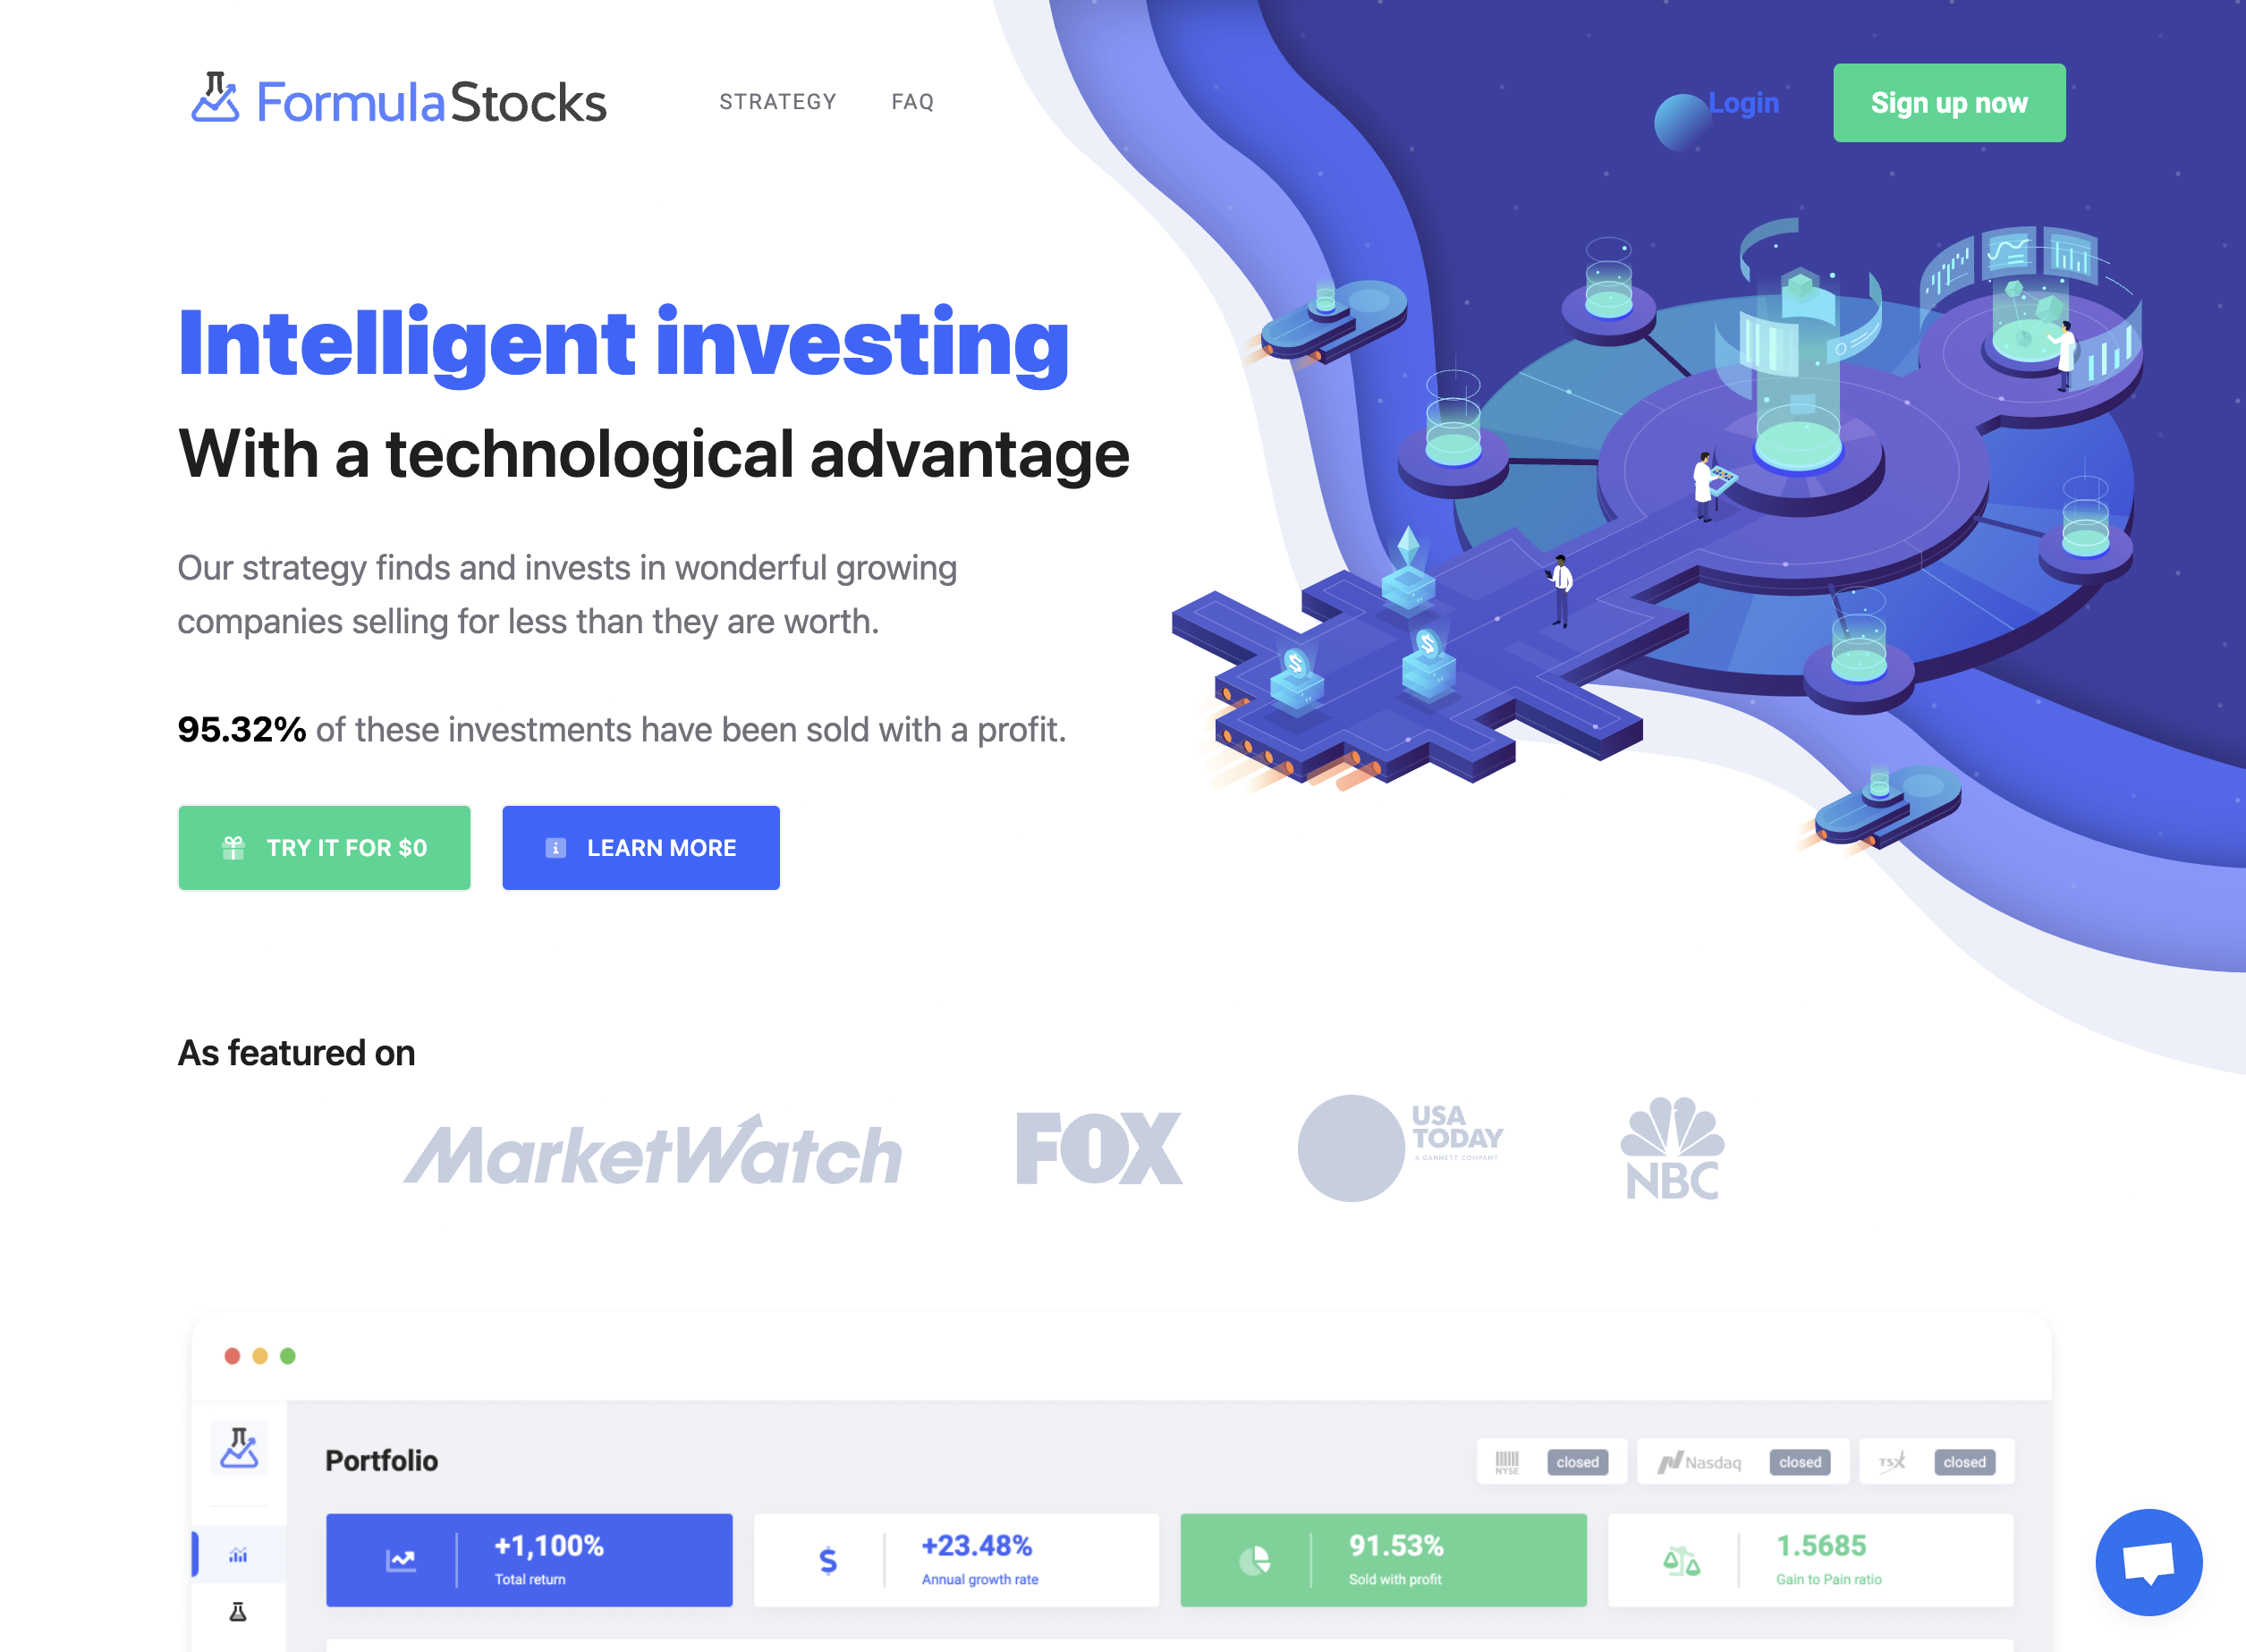 FormulaStocks
STRATEGY
FAQ
Login
Sign up now
Intelligent investing
With a technological advantage
Our strategy finds and invests in wonderful growing
companies selling for less than they are worth.
95.32% of these investments have been sold with a profit.
TRY IT FOR $0
LEARN MORE
As featured on
MarketWatch
FOX
USA
TODAY
A GANNETT COMPANY
NBC
Portfolio
NYSE
closed
Nasdaq
closed
TSX
closed
+1,100%
Total return
$
+23.48%
Annual growth rate
91.53%
Sold with profit
1.5685
Gain to Pain ratio